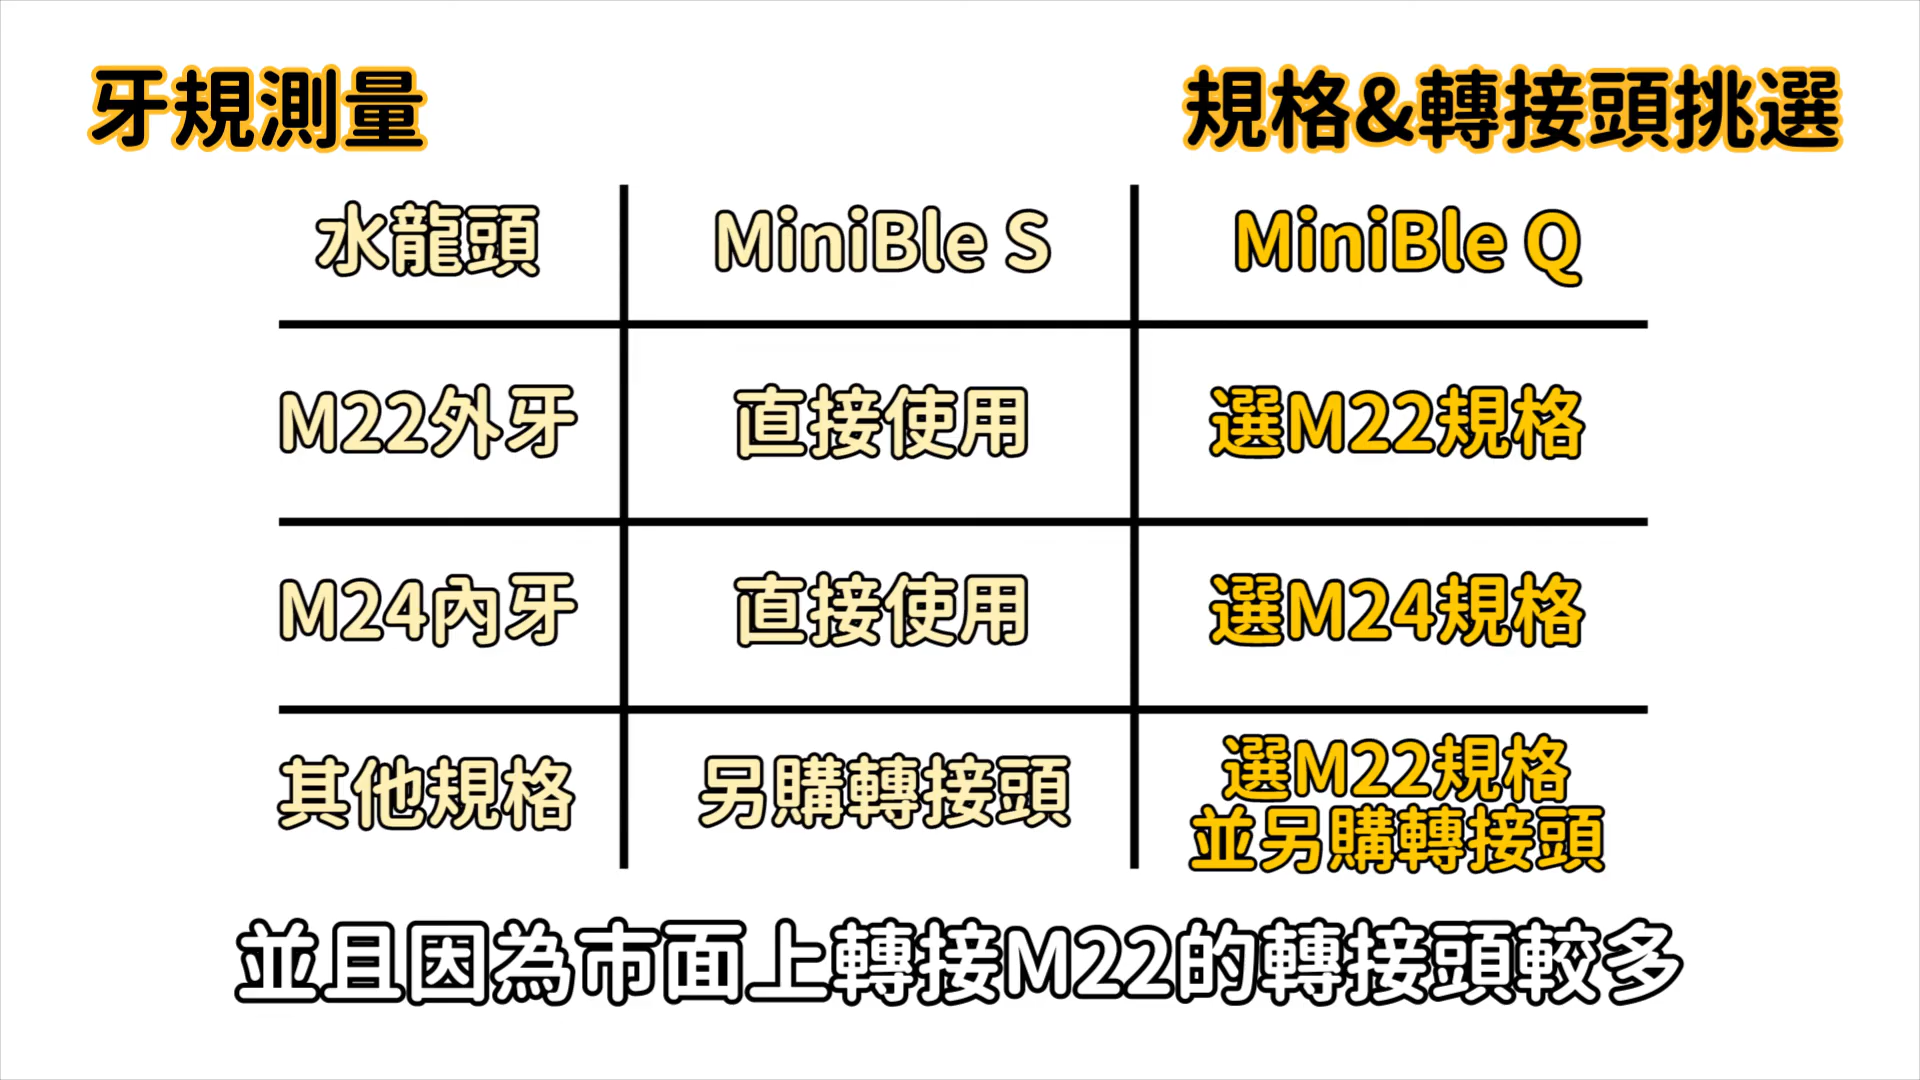 牙規測量
規格&轉接頭挑選
水龍頭 MiniBle S MiniBle Q
M22外牙 直接使用 選M22規格
M24內牙 直接使用 選M24規格
其他規格 另購轉接頭 選M22規格
並另購轉接頭
並且因為市面上轉接M22的轉接頭較多